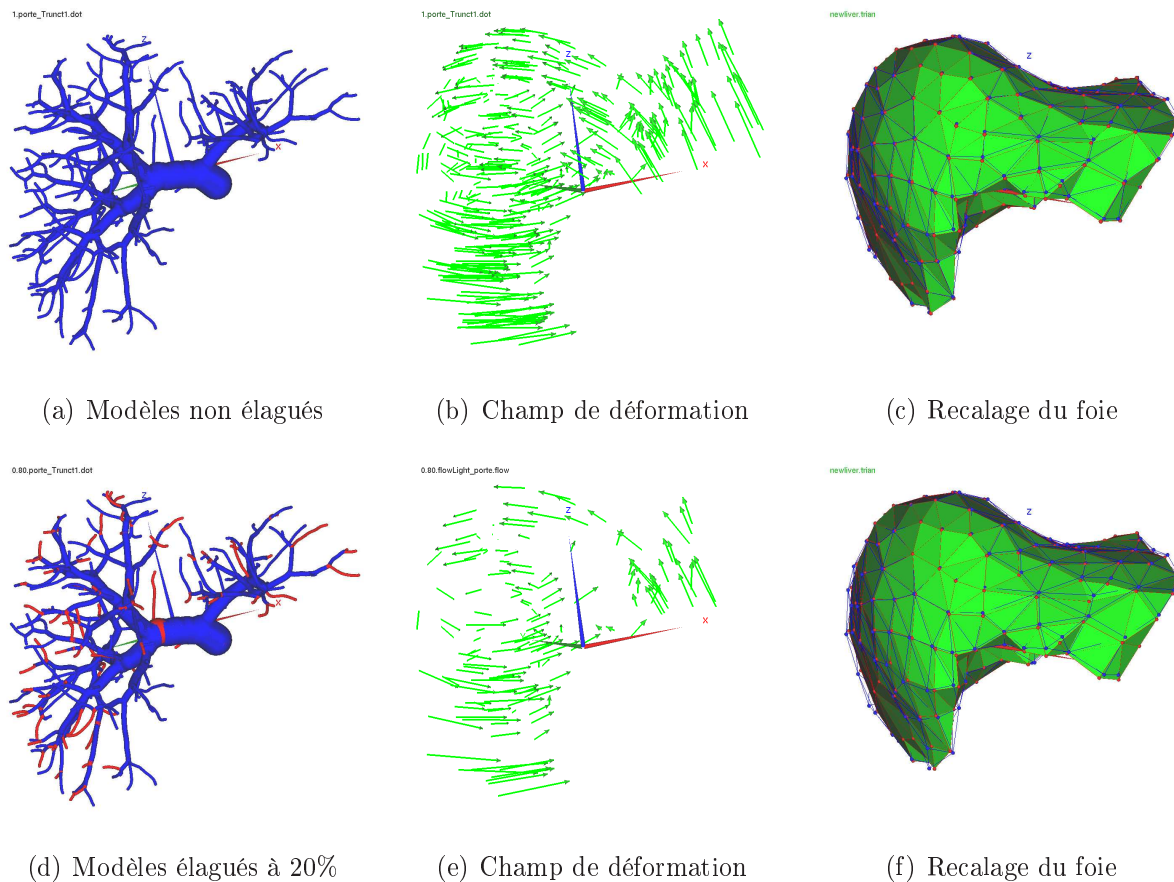 1.porte_Trunct1.dot
1.porte_Trunct1.dot
newliver.trian
z
x
z
x
z
(a) Modèles non élagués
(b) Champ de déformation
(c) Recalage du foie
0.80.porte_Trunct1.dot
0.80.flowLight_porte.flow
newliver.trian
z
x
z
x
z
(d) Modèles élagués à 20%
(e) Champ de déformation
(f) Recalage du foie